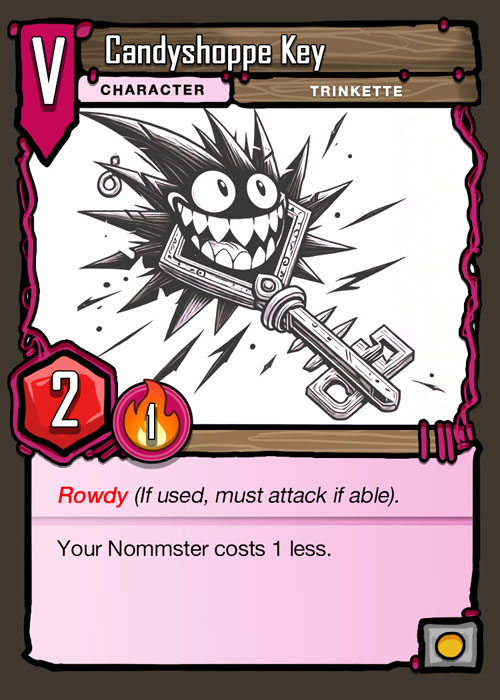 V
Candyshoppe Key
CHARACTER
TRINKETTE
2
1
Rowdy (If used, must attack if able).
Your Nommster costs 1 less.